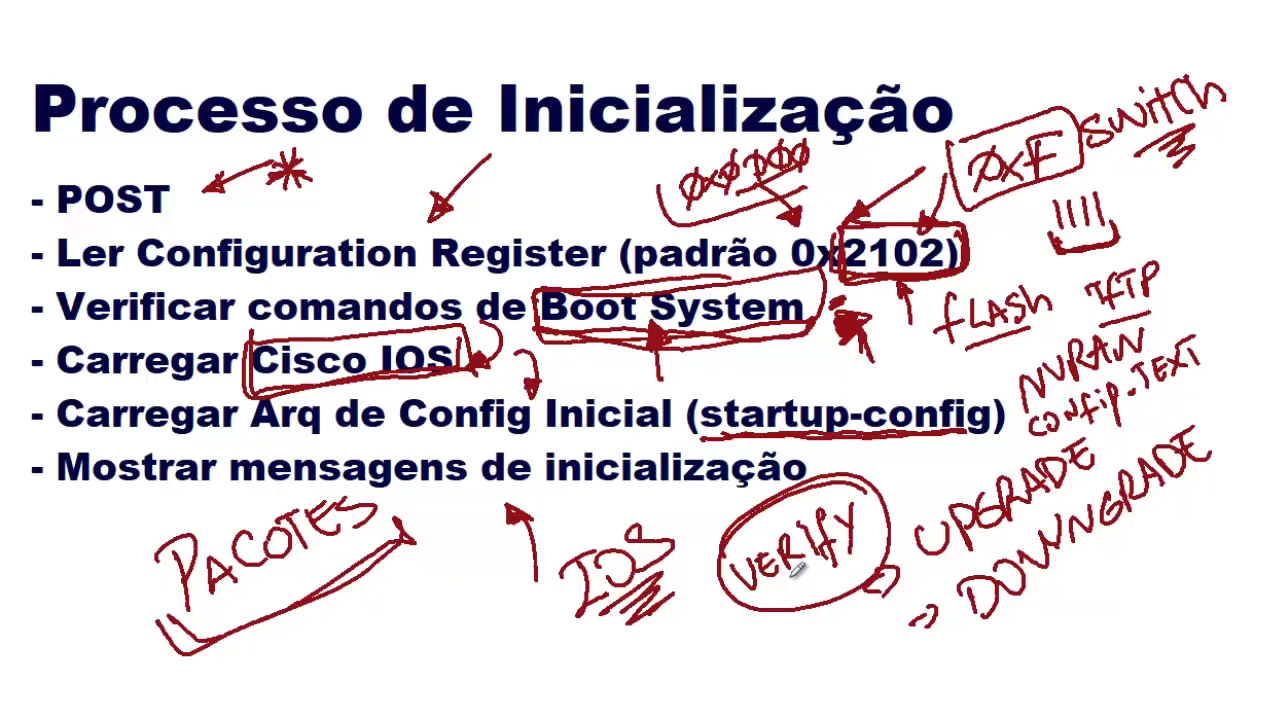 Processo de Inicialização
SwitCh
0xF
0x0000
- POST
- Ler Configuration Register (padrão 0x2102)
- Verificar comandos de Boot System
fLASH TFTP
- Carregar Cisco IOS
NVRAN
config.TEXT
- Carregar Arq de Config Inicial (startup-config)
- Mostrar mensagens de inicialização
UPGRADE
DOWNGRADE
PACOTES
IOS
VERIfY